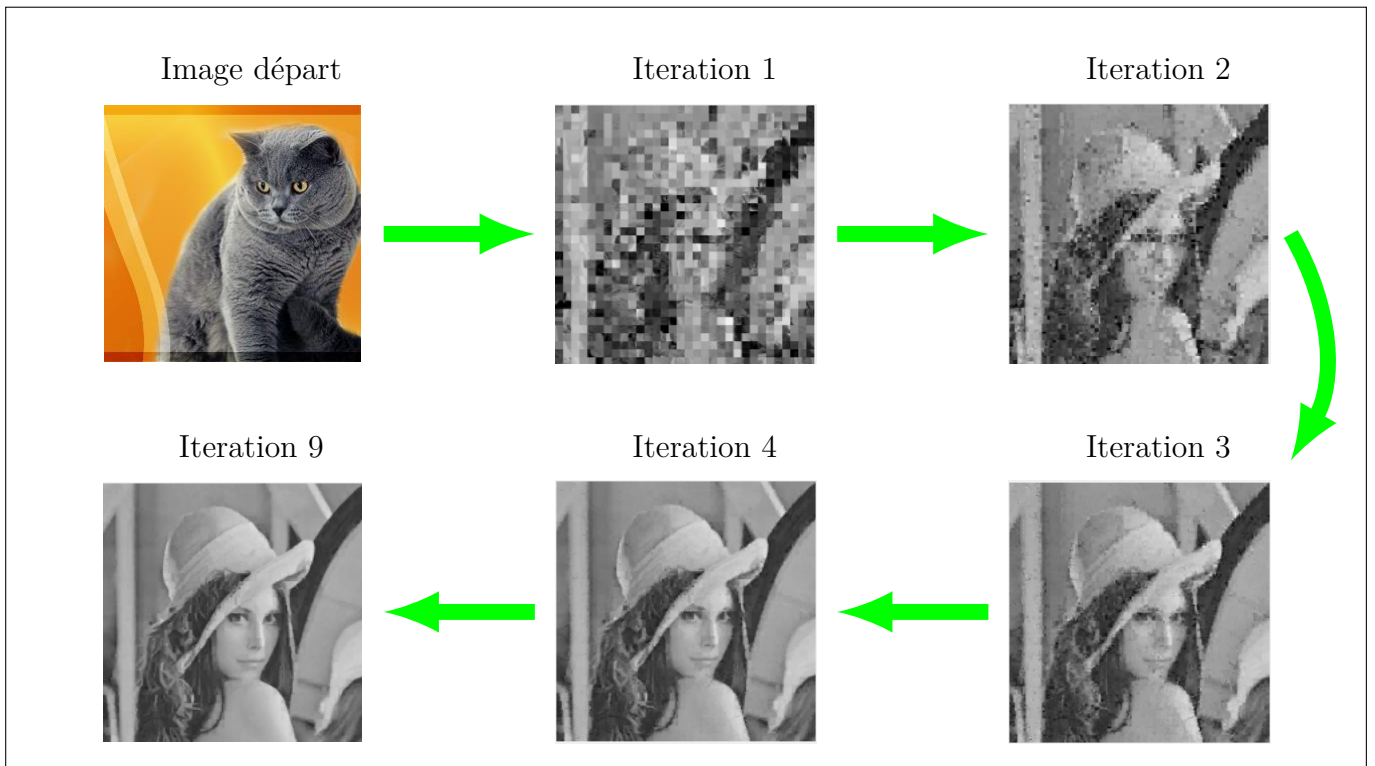 Image départ
Iteration 1
Iteration 2
Iteration 9
Iteration 4
Iteration 3